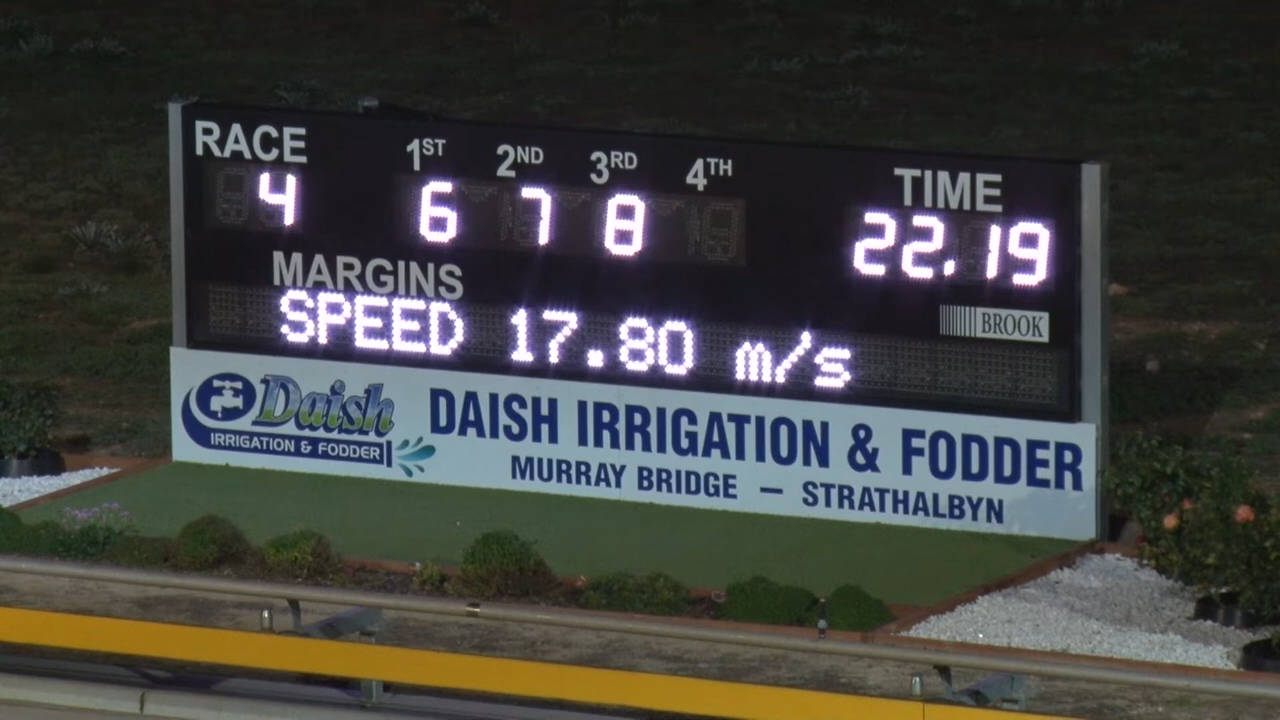 RACE 1ST 2ND 3RD 4TH TIME
4 6 7 8 22.19
MARGINS
BROOK
SPEED 17.80 m/s
Daish
IRRIGATION & FODDER
DAISH IRRIGATION & FODDER
MURRAY BRIDGE – STRATHALBYN